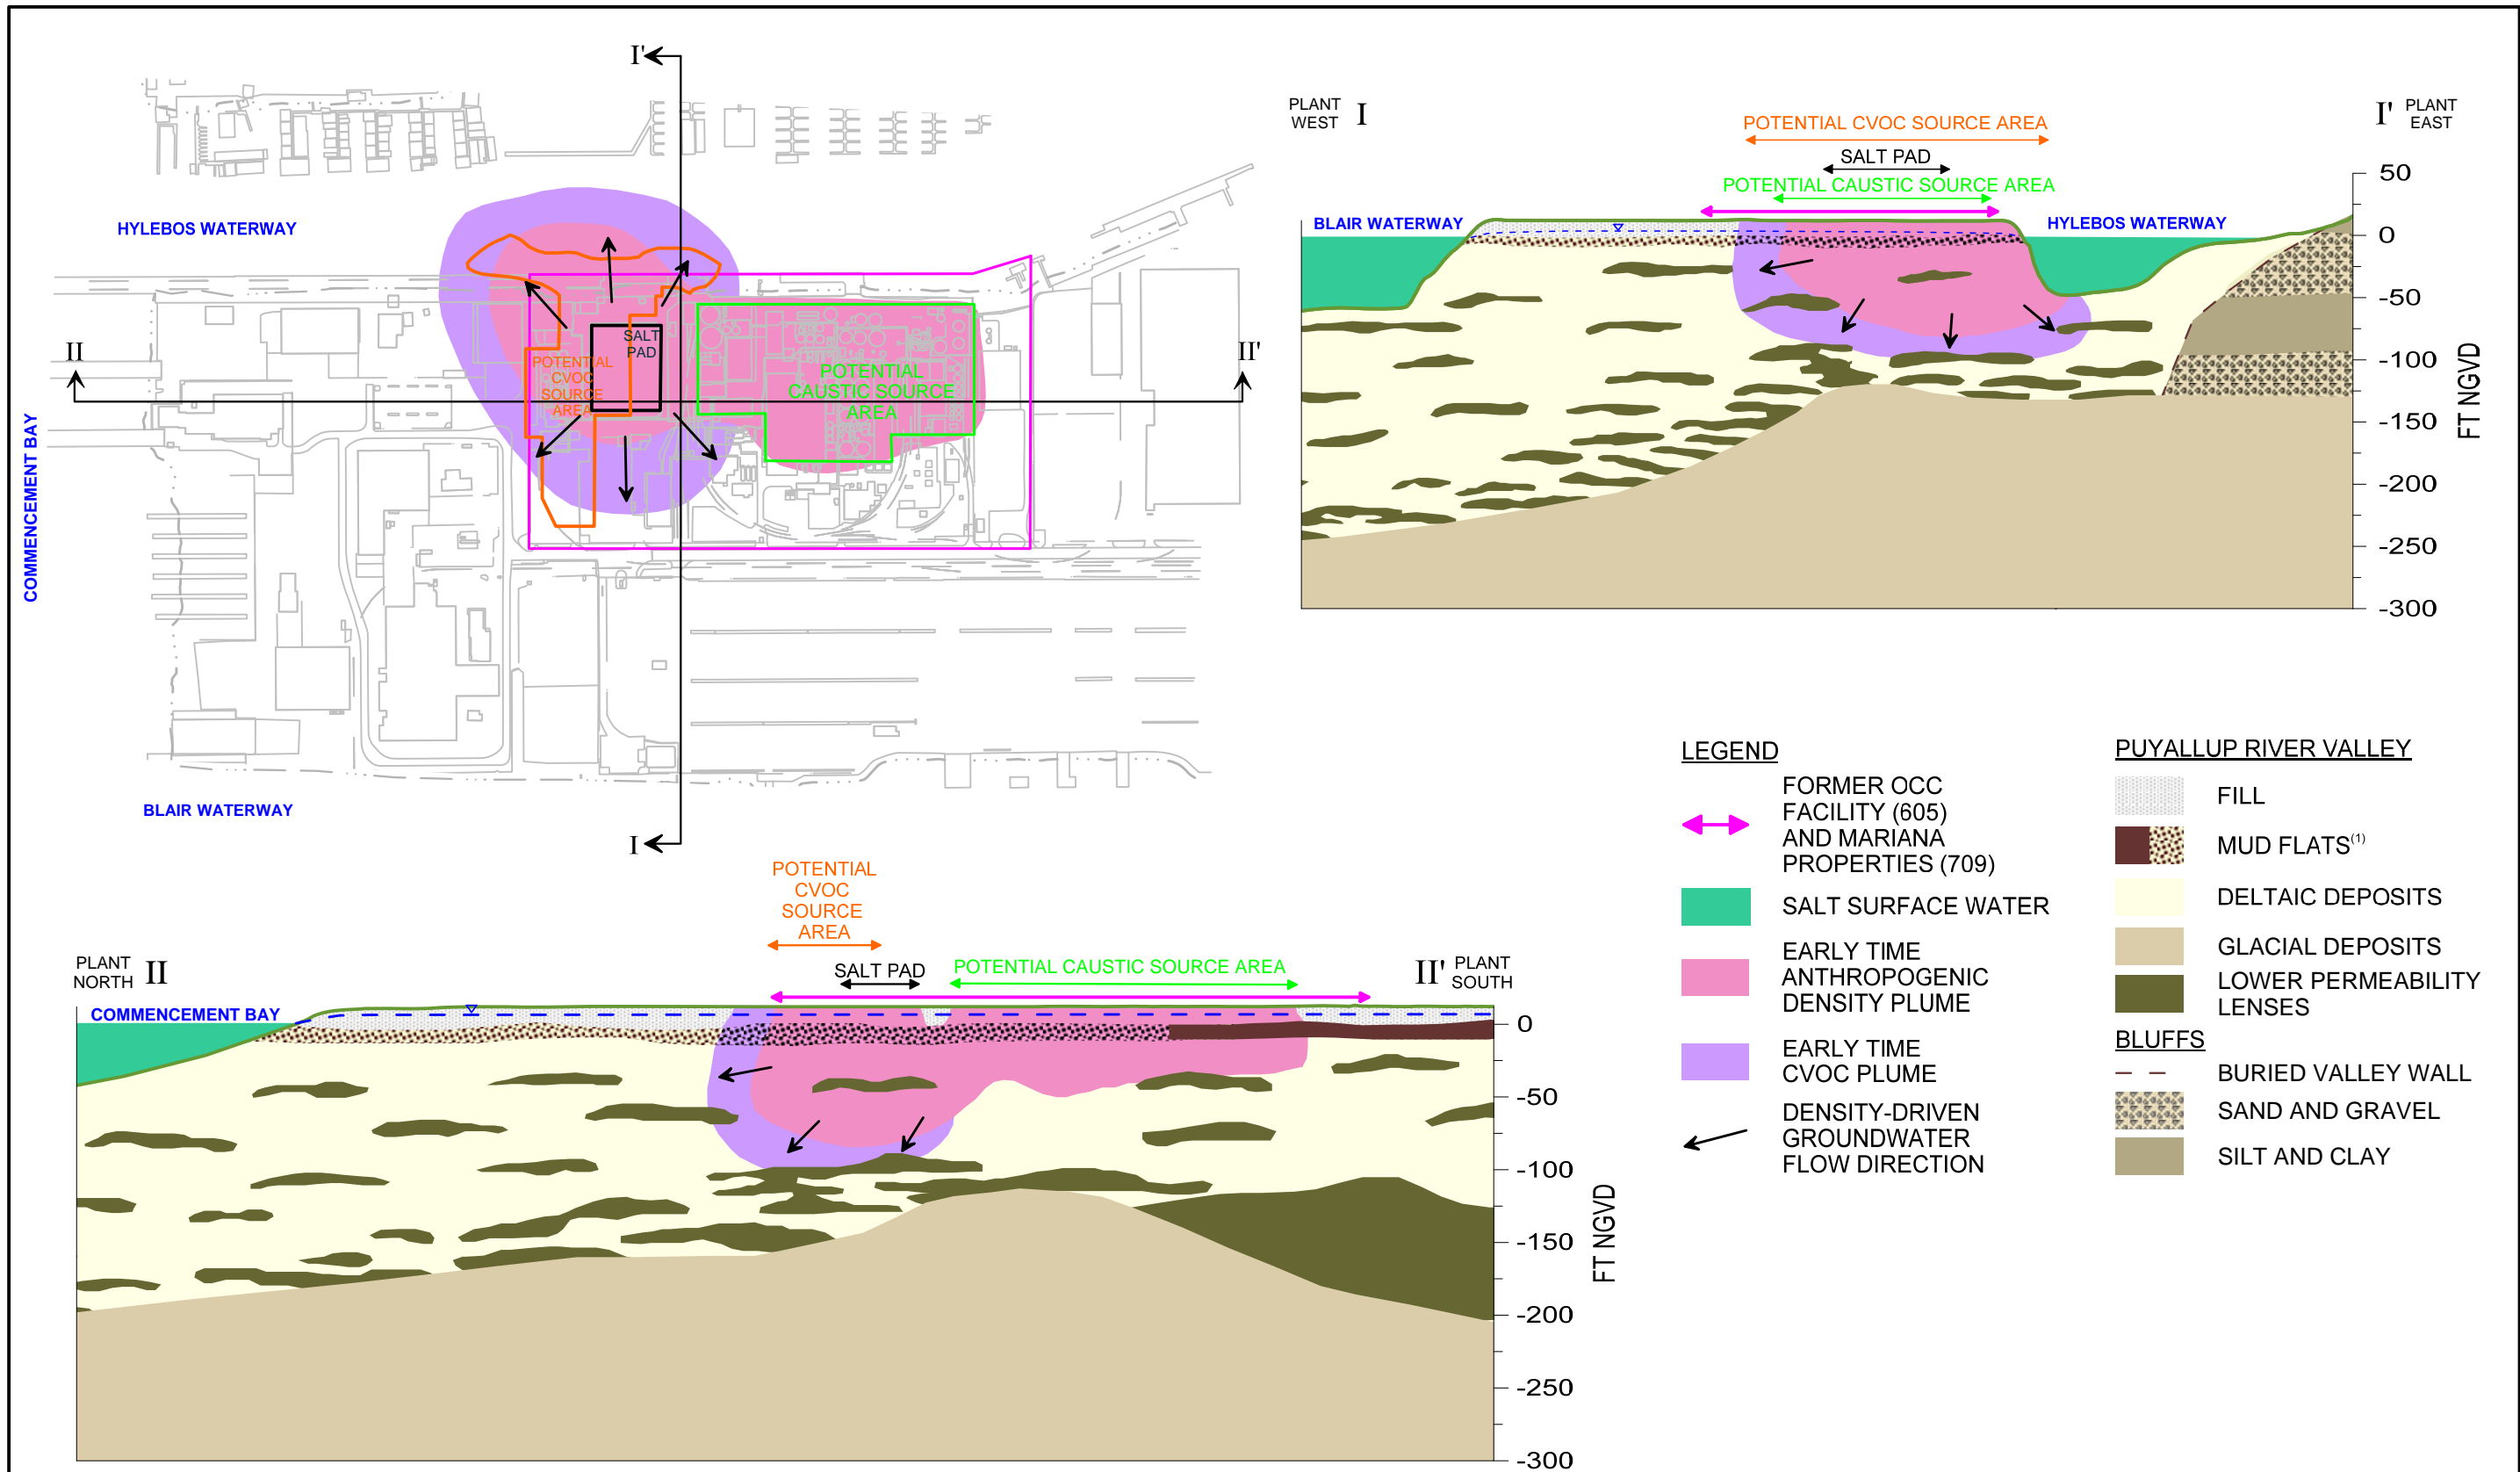 I'
HYLEBOS WATERWAY
II
II'
SALT
PAD
POTENTIAL
CVOC
SOURCE
AREA
POTENTIAL
CAUSTIC SOURCE
AREA
COMMENCEMENT BAY
BLAIR WATERWAY
I
PLANT
WEST
I
I'
PLANT
EAST
POTENTIAL CVOC SOURCE AREA
SALT PAD
POTENTIAL CAUSTIC SOURCE AREA
BLAIR WATERWAY
HYLEBOS WATERWAY
50
0
-50
-100
-150
-200
-250
-300
FT NGVD
POTENTIAL
CVOC
SOURCE
AREA
PLANT
NORTH
II
SALT PAD
POTENTIAL CAUSTIC SOURCE AREA
II'
PLANT
SOUTH
COMMENCEMENT BAY
0
-50
-100
-150
-200
-250
-300
FT NGVD
LEGEND
FORMER OCC
FACILITY (605)
AND MARIANA
PROPERTIES (709)
SALT SURFACE WATER
EARLY TIME
ANTHROPOGENIC
DENSITY PLUME
EARLY TIME
CVOC PLUME
DENSITY-DRIVEN
GROUNDWATER
FLOW DIRECTION
PUYALLUP RIVER VALLEY
FILL
MUD FLATS(1)
DELTAIC DEPOSITS
GLACIAL DEPOSITS
LOWER PERMEABILITY
LENSES
BLUFFS
BURIED VALLEY WALL
SAND AND GRAVEL
SILT AND CLAY